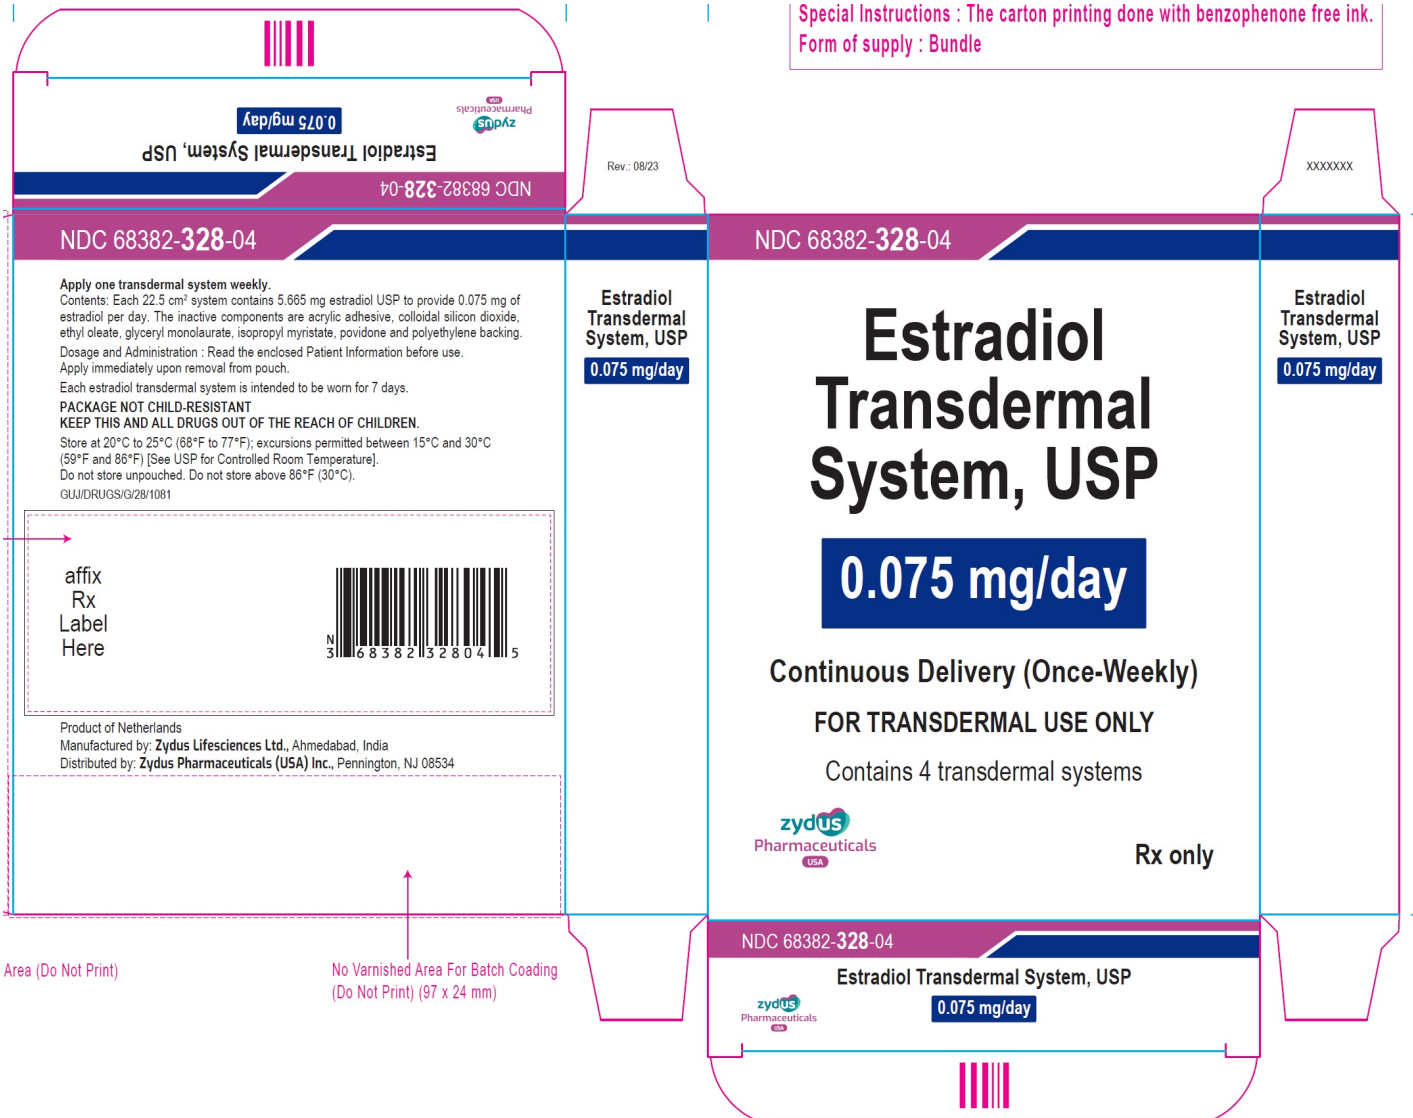 Special Instructions : The carton printing done with benzophenone free ink.
Form of supply : Bundle
zydus
Pharmaceuticals
USA
0.075 mg/day
Estradiol Transdermal System, USP
NDC 68382-328-04
Rev.: 08/23
XXXXXXX
NDC 68382-328-04
Apply one transdermal system weekly.
Contents: Each 22.5 cm² system contains 5.665 mg estradiol USP to provide 0.075 mg of
estradiol per day. The inactive components are acrylic adhesive, colloidal silicon dioxide,
ethyl oleate, glyceryl monolaurate, isopropyl myristate, povidone and polyethylene backing.
Dosage and Administration : Read the enclosed Patient Information before use.
Apply immediately upon removal from pouch.
Each estradiol transdermal system is intended to be worn for 7 days.
PACKAGE NOT CHILD-RESISTANT
KEEP THIS AND ALL DRUGS OUT OF THE REACH OF CHILDREN.
Store at 20°C to 25°C (68°F to 77°F); excursions permitted between 15°C and 30°C
(59°F and 86°F) [See USP for Controlled Room Temperature].
Do not store unpouched. Do not store above 86°F (30°C).
GUJ/DRUGS/G/28/1081
affix
Rx
Label
Here
N
3 68382 32804 5
Product of Netherlands
Manufactured by: Zydus Lifesciences Ltd., Ahmedabad, India
Distributed by: Zydus Pharmaceuticals (USA) Inc., Pennington, NJ 08534
Area (Do Not Print)
No Varnished Area For Batch Coading
(Do Not Print) (97 x 24 mm)
Estradiol
Transdermal
System, USP
0.075 mg/day
NDC 68382-328-04
Estradiol
Transdermal
System, USP
0.075 mg/day
Continuous Delivery (Once-Weekly)
FOR TRANSDERMAL USE ONLY
Contains 4 transdermal systems
zydus
Pharmaceuticals
USA
Rx only
Estradiol
Transdermal
System, USP
0.075 mg/day
NDC 68382-328-04
Estradiol Transdermal System, USP
0.075 mg/day
zydus
Pharmaceuticals
USA